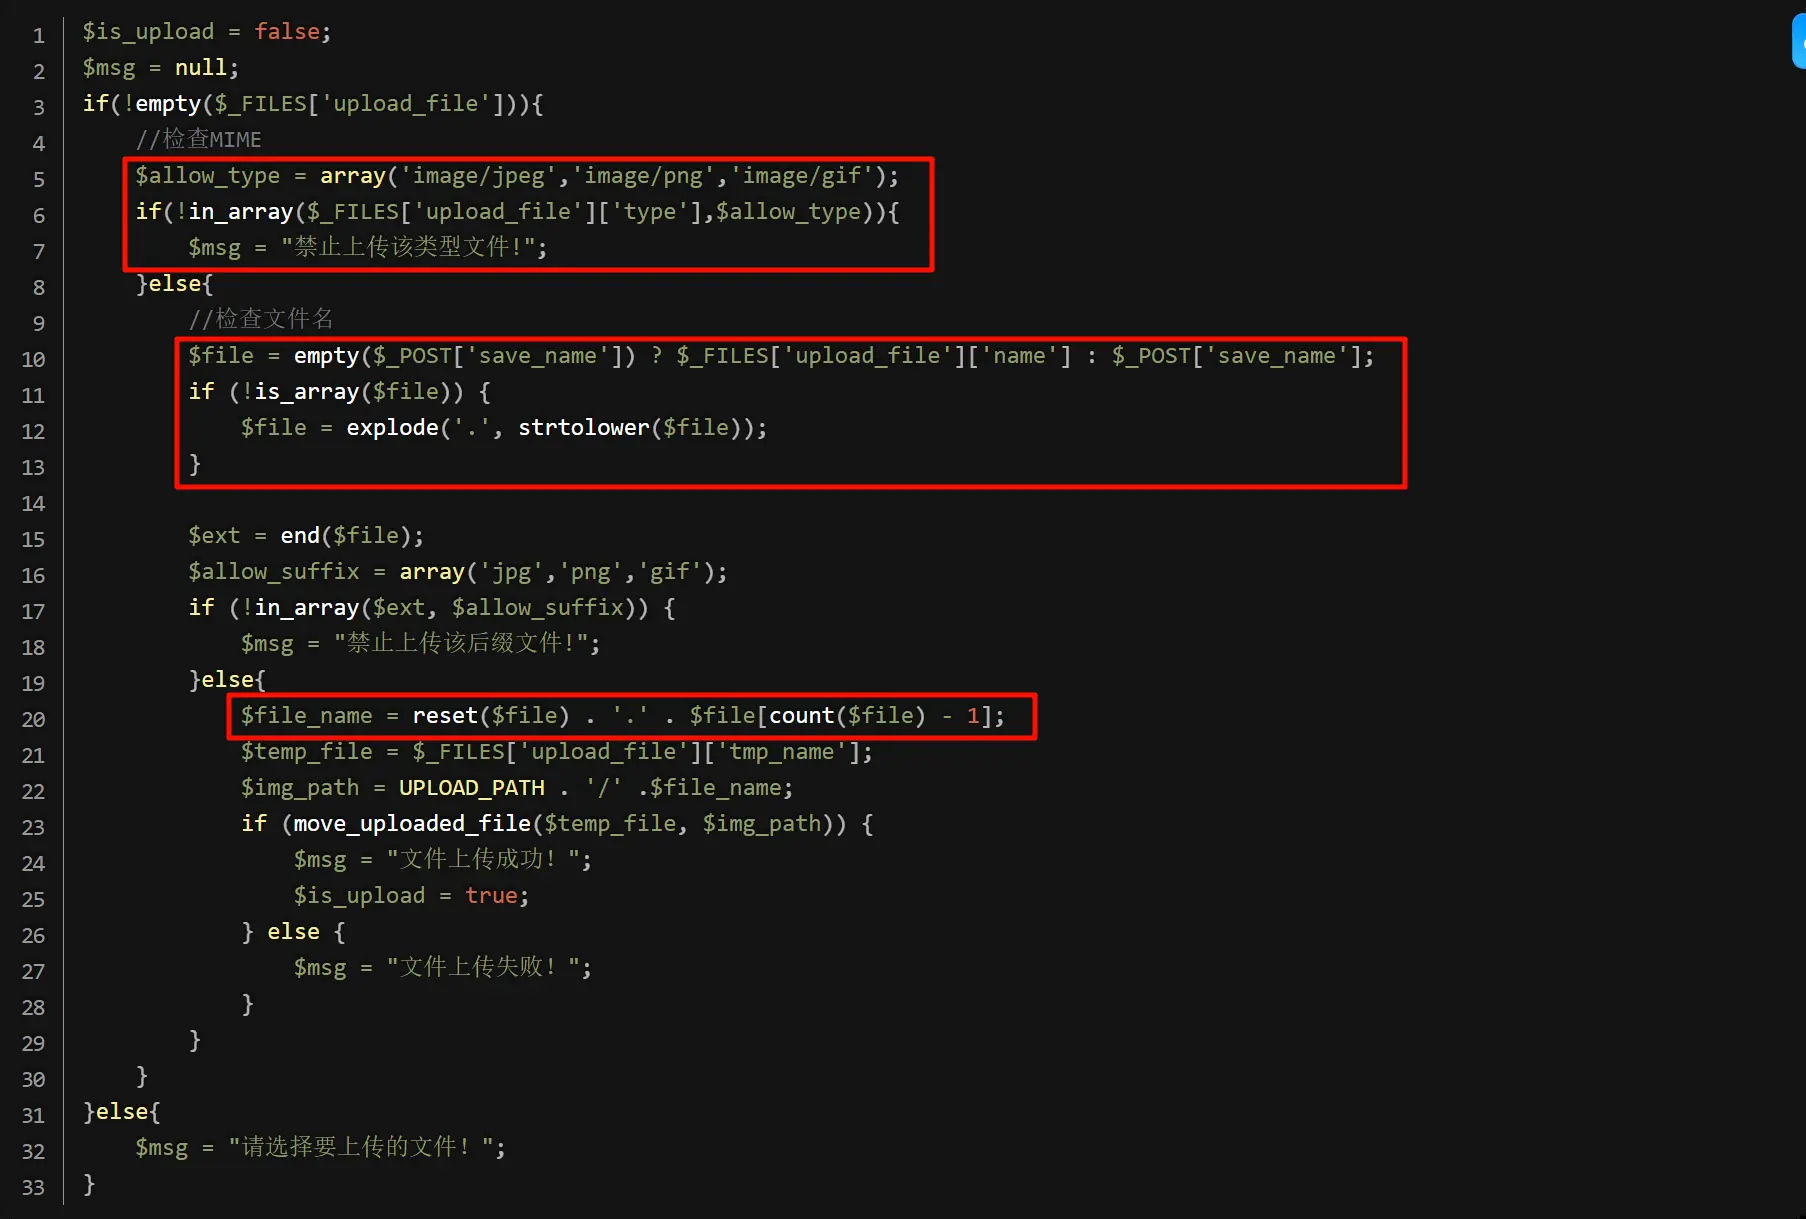 1 $is_upload = false;
2 $msg = null;
3 if(!empty($_FILES['upload_file'])){
4 //检查MIME
5 $allow_type = array('image/jpeg','image/png','image/gif');
6 if(!in_array($_FILES['upload_file']['type'],$allow_type)){
7 $msg = "禁止上传该类型文件!";
8 }else{
9 //检查文件名
10 $file = empty($_POST['save_name']) ? $_FILES['upload_file']['name'] : $_POST['save_name'];
11 if (!is_array($file)) {
12 $file = explode('.', strtolower($file));
13 }
14
15 $ext = end($file);
16 $allow_suffix = array('jpg','png','gif');
17 if (!in_array($ext, $allow_suffix)) {
18 $msg = "禁止上传该后缀文件!";
19 }else{
20 $file_name = reset($file) . '.' . $file[count($file) - 1];
21 $temp_file = $_FILES['upload_file']['tmp_name'];
22 $img_path = UPLOAD_PATH . '/' .$file_name;
23 if (move_uploaded_file($temp_file, $img_path)) {
24 $msg = "文件上传成功！";
25 $is_upload = true;
26 } else {
27 $msg = "文件上传失败！";
28 }
29 }
30 }
31 }else{
32 $msg = "请选择要上传的文件！";
33 }